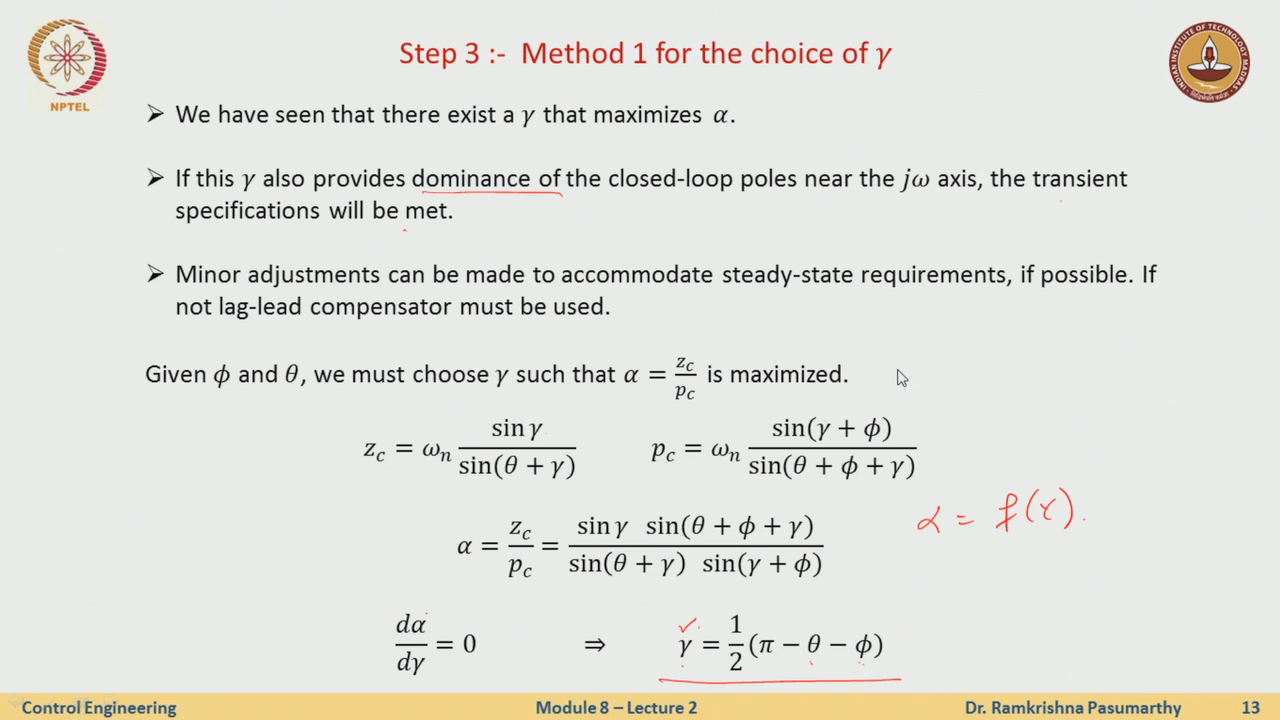 Step 3 :- Method 1 for the choice of γ
NPTEL
INDIAN INSTITUTE OF TECHNOLOGY MADRAS
➢ We have seen that there exist a γ that maximizes α.
➢ If this γ also provides dominance of the closed-loop poles near the jω axis, the transient
specifications will be met.
➢ Minor adjustments can be made to accommodate steady-state requirements, if possible. If
not lag-lead compensator must be used.
Given ϕ and θ, we must choose γ such that α = z_c/p_c is maximized.
z_c = ω_n sin γ / sin(θ + γ)    p_c = ω_n sin(γ + ϕ) / sin(θ + ϕ + γ)
α = f(γ).
α = z_c/p_c = sin γ sin(θ + ϕ + γ) / sin(θ + γ) sin(γ + ϕ)
dα/dγ = 0 ⇒ γ = 1/2 (π − θ − ϕ)
Control Engineering Module 8 – Lecture 2 Dr. Ramkrishna Pasumarthy 13